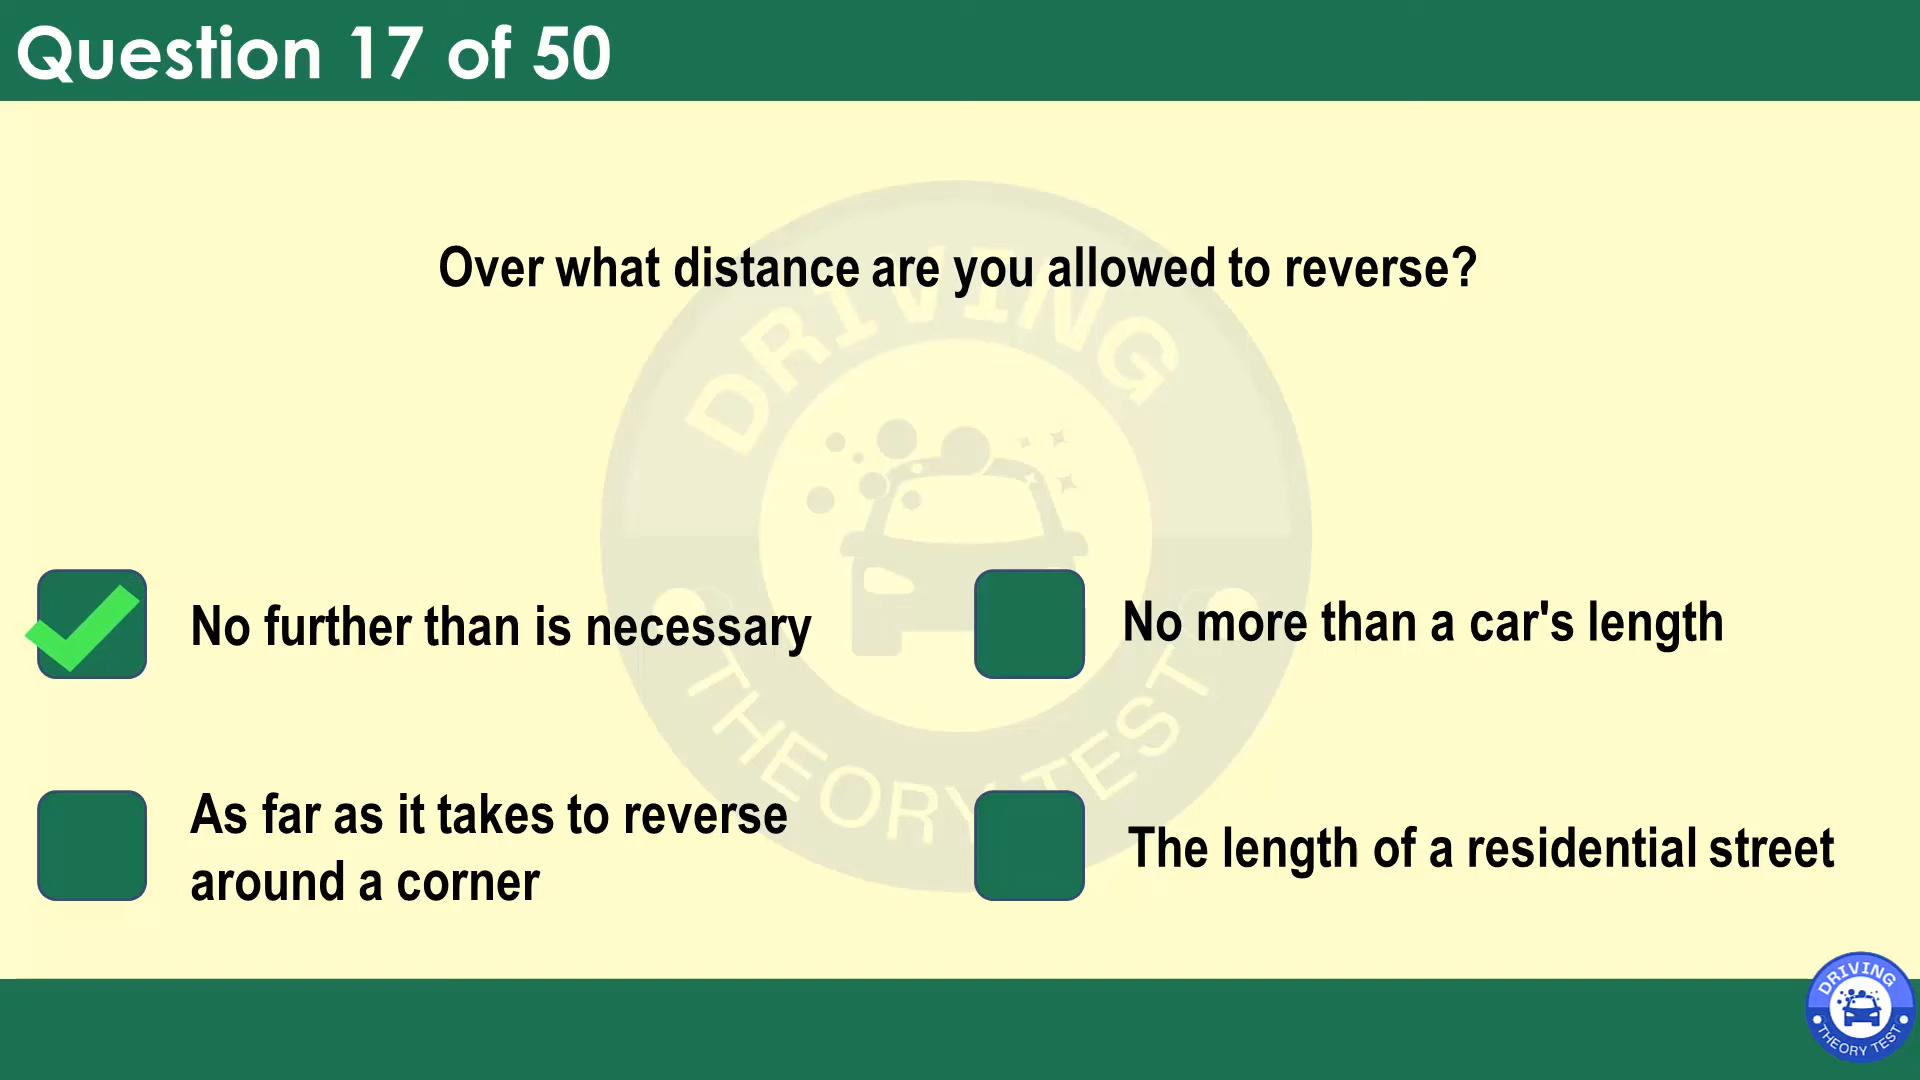 Question 17 of 50
Over what distance are you allowed to reverse?
No further than is necessary
No more than a car's length
As far as it takes to reverse
around a corner
The length of a residential street
DRIVING
THEORY TEST
DRIVING
THEORY TEST